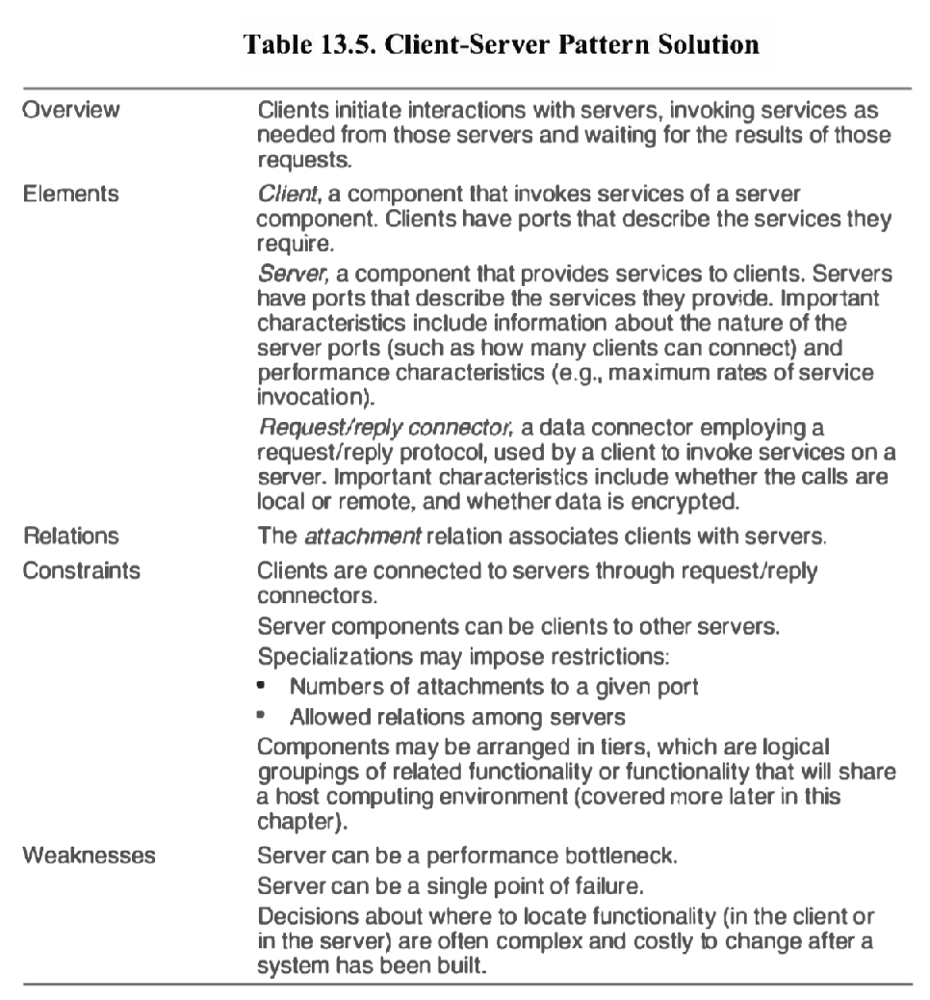 Table 13.5. Client-Server Pattern Solution
Overview Clients initiate interactions with servers, invoking services as
needed from those servers and waiting for the results of those
requests.
Elements Client, a component that invokes services of a server
component. Clients have ports that describe the services they
require.
Server, a component that provides services to clients. Servers
have ports that describe the services they provide. Important
characteristics include information about the nature of the
server ports (such as how many clients can connect) and
performance characteristics (e.g., maximum rates of service
invocation).
Request/reply connector, a data connector employing a
request/reply protocol, used by a client to invoke services on a
server. Important characteristics include whether the calls are
local or remote, and whether data is encrypted.
Relations The attachment relation associates clients with servers.
Constraints Clients are connected to servers through request/reply
connectors.
Server components can be clients to other servers.
Specializations may impose restrictions:
▪ Numbers of attachments to a given port
▪ Allowed relations among servers
Components may be arranged in tiers, which are logical
groupings of related functionality or functionality that will share
a host computing environment (covered more later in this
chapter).
Weaknesses Server can be a performance bottleneck.
Server can be a single point of failure.
Decisions about where to locate functionality (in the client or
in the server) are often complex and costly to change after a
system has been built.